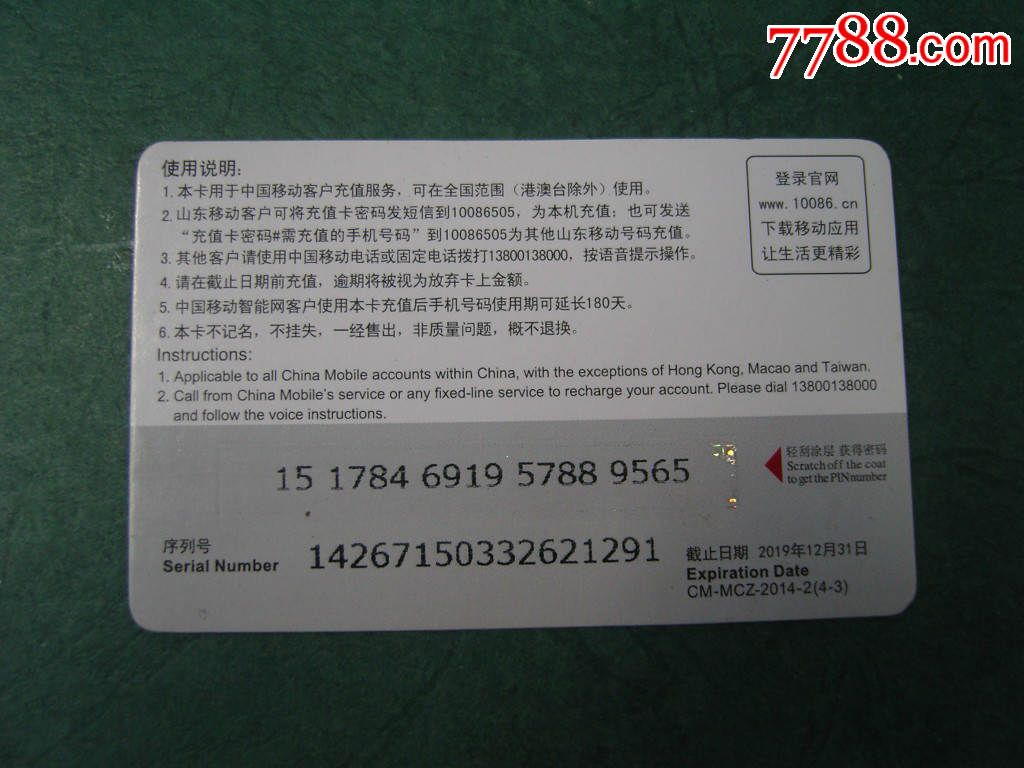 7788.com
使用说明:
1. 本卡用于中国移动客户充值服务，可在全国范围（港澳台除外）使用。
2. 山东移动客户可将充值卡密码发短信到10086505，为本机充值；也可发送
“充值卡密码#需充值的手机号码”到10086505为其他山东移动号码充值。
3. 其他客户请使用中国移动电话或固定电话拨打13800138000，按语音提示操作。
4. 请在截止日期前充值，逾期将被视为放弃卡上金额。
5. 中国移动智能网客户使用本卡充值后手机号码使用期可延长180天。
6. 本卡不记名，不挂失，一经售出，非质量问题，概不退换。
登录官网
www.10086.cn
下载移动应用
让生活更精彩
Instructions:
1. Applicable to all China Mobile accounts within China, with the exceptions of Hong Kong, Macao and Taiwan.
2. Call from China Mobile's service or any fixed-line service to recharge your account. Please dial 13800138000
and follow the voice instructions.
15 1784 6919 5788 9565
轻刮涂层 获得密码
Scratch off the coat
to get the PIN number
序列号
Serial Number
14267150332621291
截止日期 2019年12月31日
Expiration Date
CM-MCZ-2014-2(4-3)